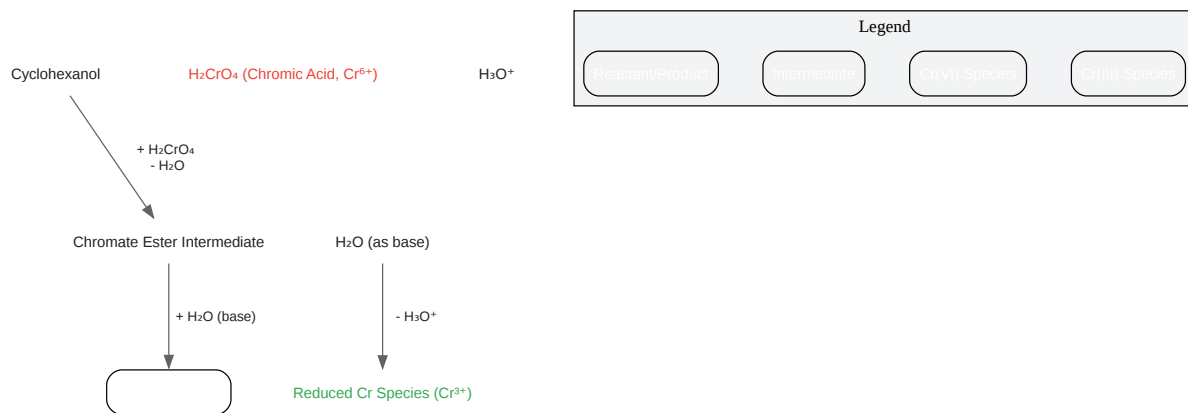 Legend
Cyclohexanol
H₂CrO₄ (Chromic Acid, Cr⁶⁺)
H₃O⁺
Reactant/Product
Intermediate
Cr(VI) Species
Cr(III) Species
+ H₂CrO₄
- H₂O
Chromate Ester Intermediate
H₂O (as base)
+ H₂O (base)
- H₃O⁺
Reduced Cr Species (Cr³⁺)